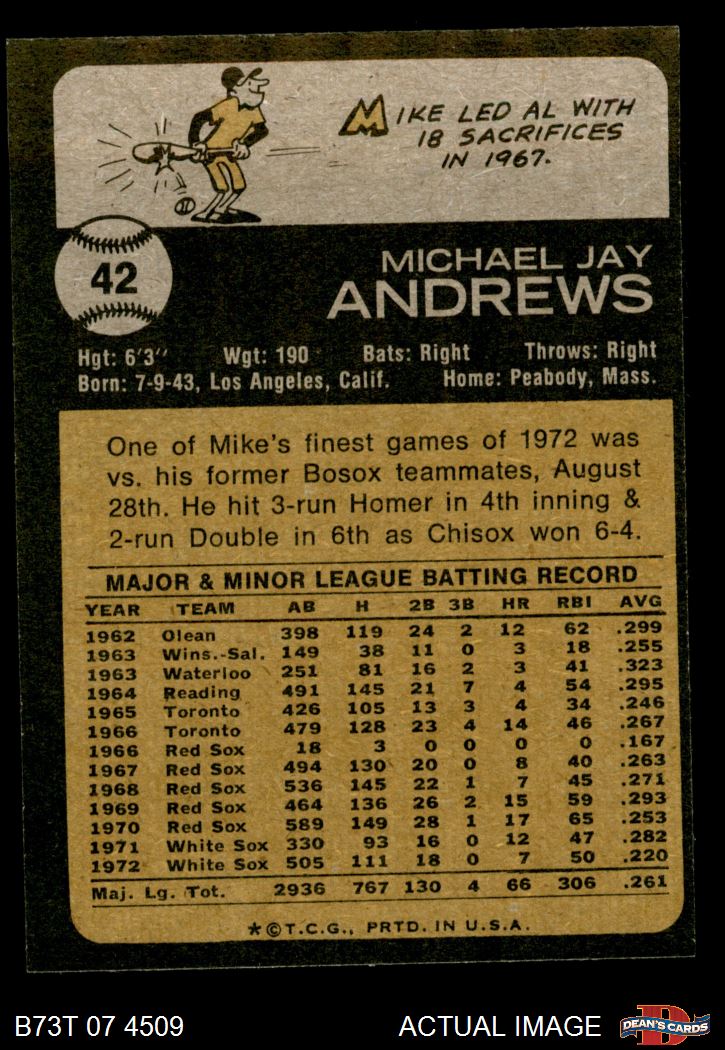 MIKE LED AL WITH
18 SACRIFICES
IN 1967.
42
MICHAEL JAY
ANDREWS
Hgt: 6'3" Wgt: 190 Bats: Right Throws: Right
Born: 7-9-43, Los Angeles, Calif. Home: Peabody, Mass.
One of Mike's finest games of 1972 was
vs. his former Bosox teammates, August
28th. He hit 3-run Homer in 4th inning &
2-run Double in 6th as Chisox won 6-4.
MAJOR & MINOR LEAGUE BATTING RECORD
YEAR TEAM AB H 2B 3B HR RBI AVG
1962 Olean 398 119 24 2 12 62 .299
1963 Wins.-Sal. 149 38 11 0 3 18 .255
1963 Waterloo 251 81 16 2 3 41 .323
1964 Reading 491 145 21 7 4 54 .295
1965 Toronto 426 105 13 3 4 34 .246
1966 Toronto 479 128 23 4 14 46 .267
1966 Red Sox 18 3 0 0 0 0 .167
1967 Red Sox 494 130 20 0 8 40 .263
1968 Red Sox 536 145 22 1 7 45 .271
1969 Red Sox 464 136 26 2 15 59 .293
1970 Red Sox 589 149 28 1 17 65 .253
1971 White Sox 330 93 16 0 12 47 .282
1972 White Sox 505 111 18 0 7 50 .220
Maj. Lg. Tot. 2936 767 130 4 66 306 .261
★©T.C.G., PRTD. IN U.S.A.
B73T 07 4509 ACTUAL IMAGE DEAN'S CARDS